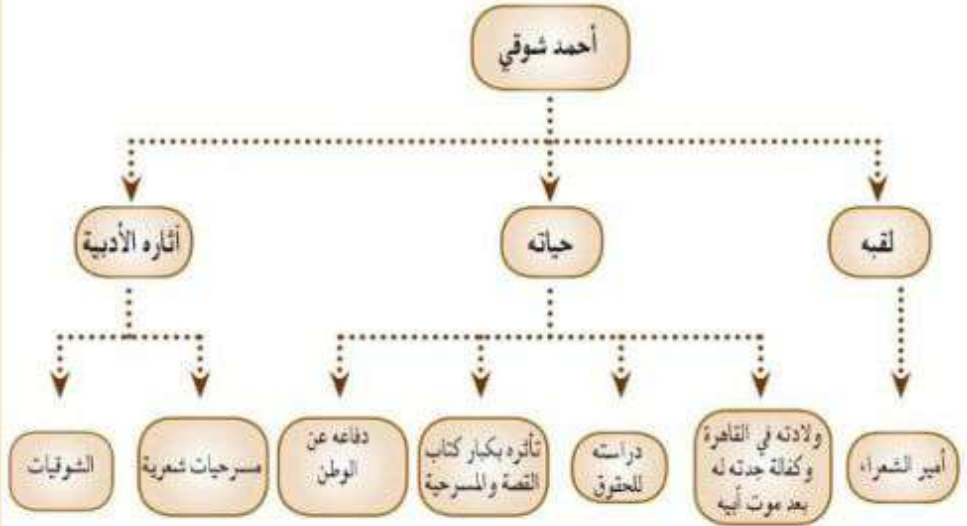 أحمد شوقي
لقبه
حياته
آثاره الأدبية
أمير الشعراء
ولادته في القاهرة
وكفالة جدته له
بعد موت أبيه
دراسته
للحقوق
تأثره بكبار كتاب
القصة والمسرحية
دفاعه عن
الوطن
مسرحيات شعرية
الشوقيات